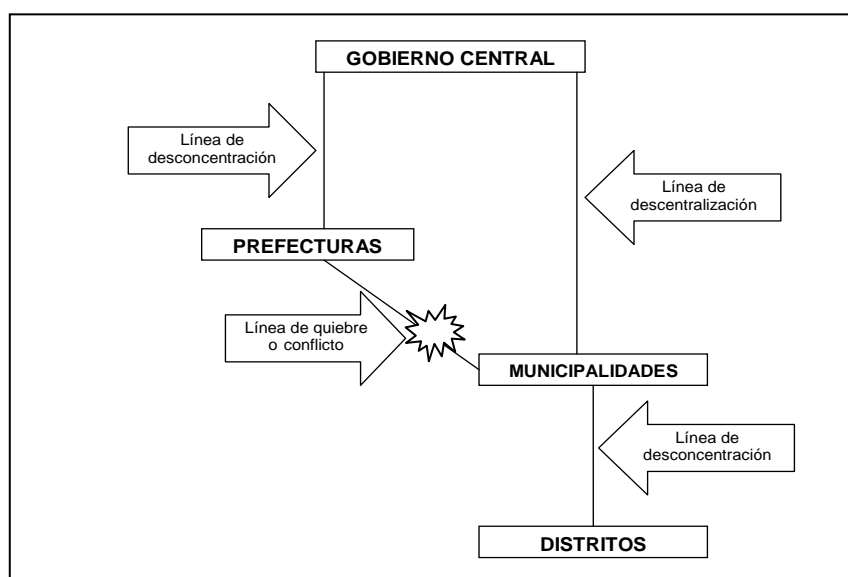 GOBIERNO CENTRAL
Línea de
desconcentración
Línea de
descentralización
PREFECTURAS
Línea de quiebre
o conflicto
MUNICIPALIDADES
Línea de
desconcentración
DISTRITOS